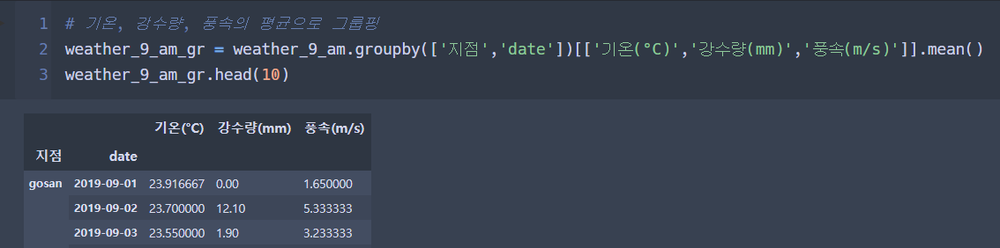 1 # 기온, 강수량, 풍속의 평균으로 그룹핑
2 weather_9_am_gr = weather_9_am.groupby(['지점','date'])[['기온(°C)','강수량(mm)','풍속(m/s)']].mean()
3 weather_9_am_gr.head(10)
기온(°C) 강수량(mm) 풍속(m/s)
지점 date
gosan 2019-09-01 23.916667 0.00 1.650000
2019-09-02 23.700000 12.10 5.333333
2019-09-03 23.550000 1.90 3.233333